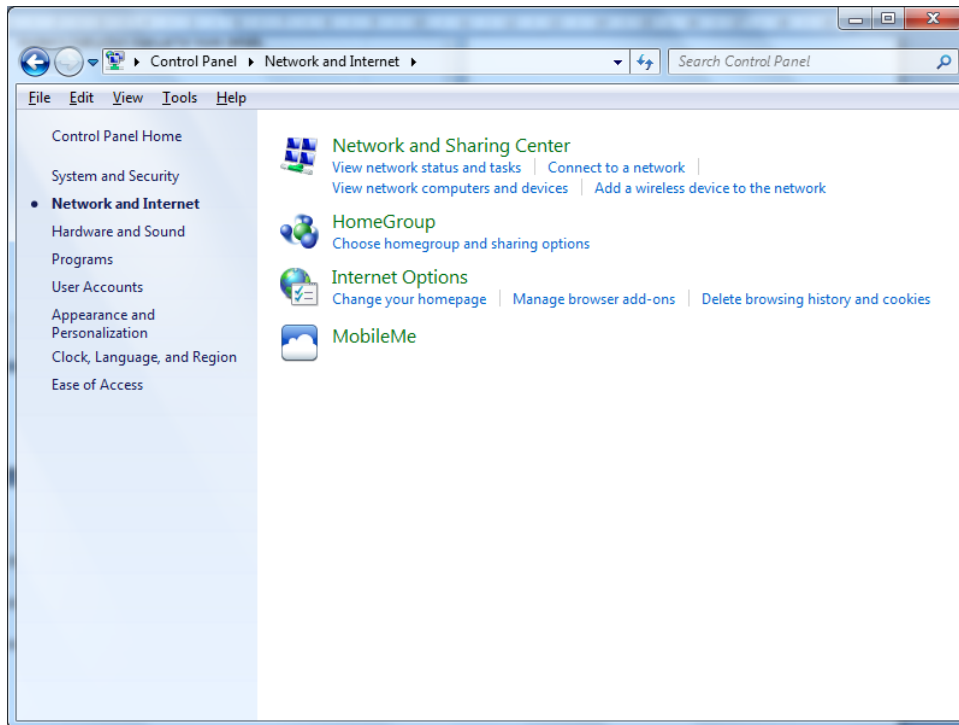 Control Panel Network and Internet
Search Control Panel
File Edit View Tools Help
Control Panel Home
System and Security
Network and Internet
Hardware and Sound
Programs
User Accounts
Appearance and
Personalization
Clock, Language, and Region
Ease of Access
Network and Sharing Center
View network status and tasks Connect to a network
View network computers and devices Add a wireless device to the network
HomeGroup
Choose homegroup and sharing options
Internet Options
Change your homepage Manage browser add-ons Delete browsing history and cookies
MobileMe